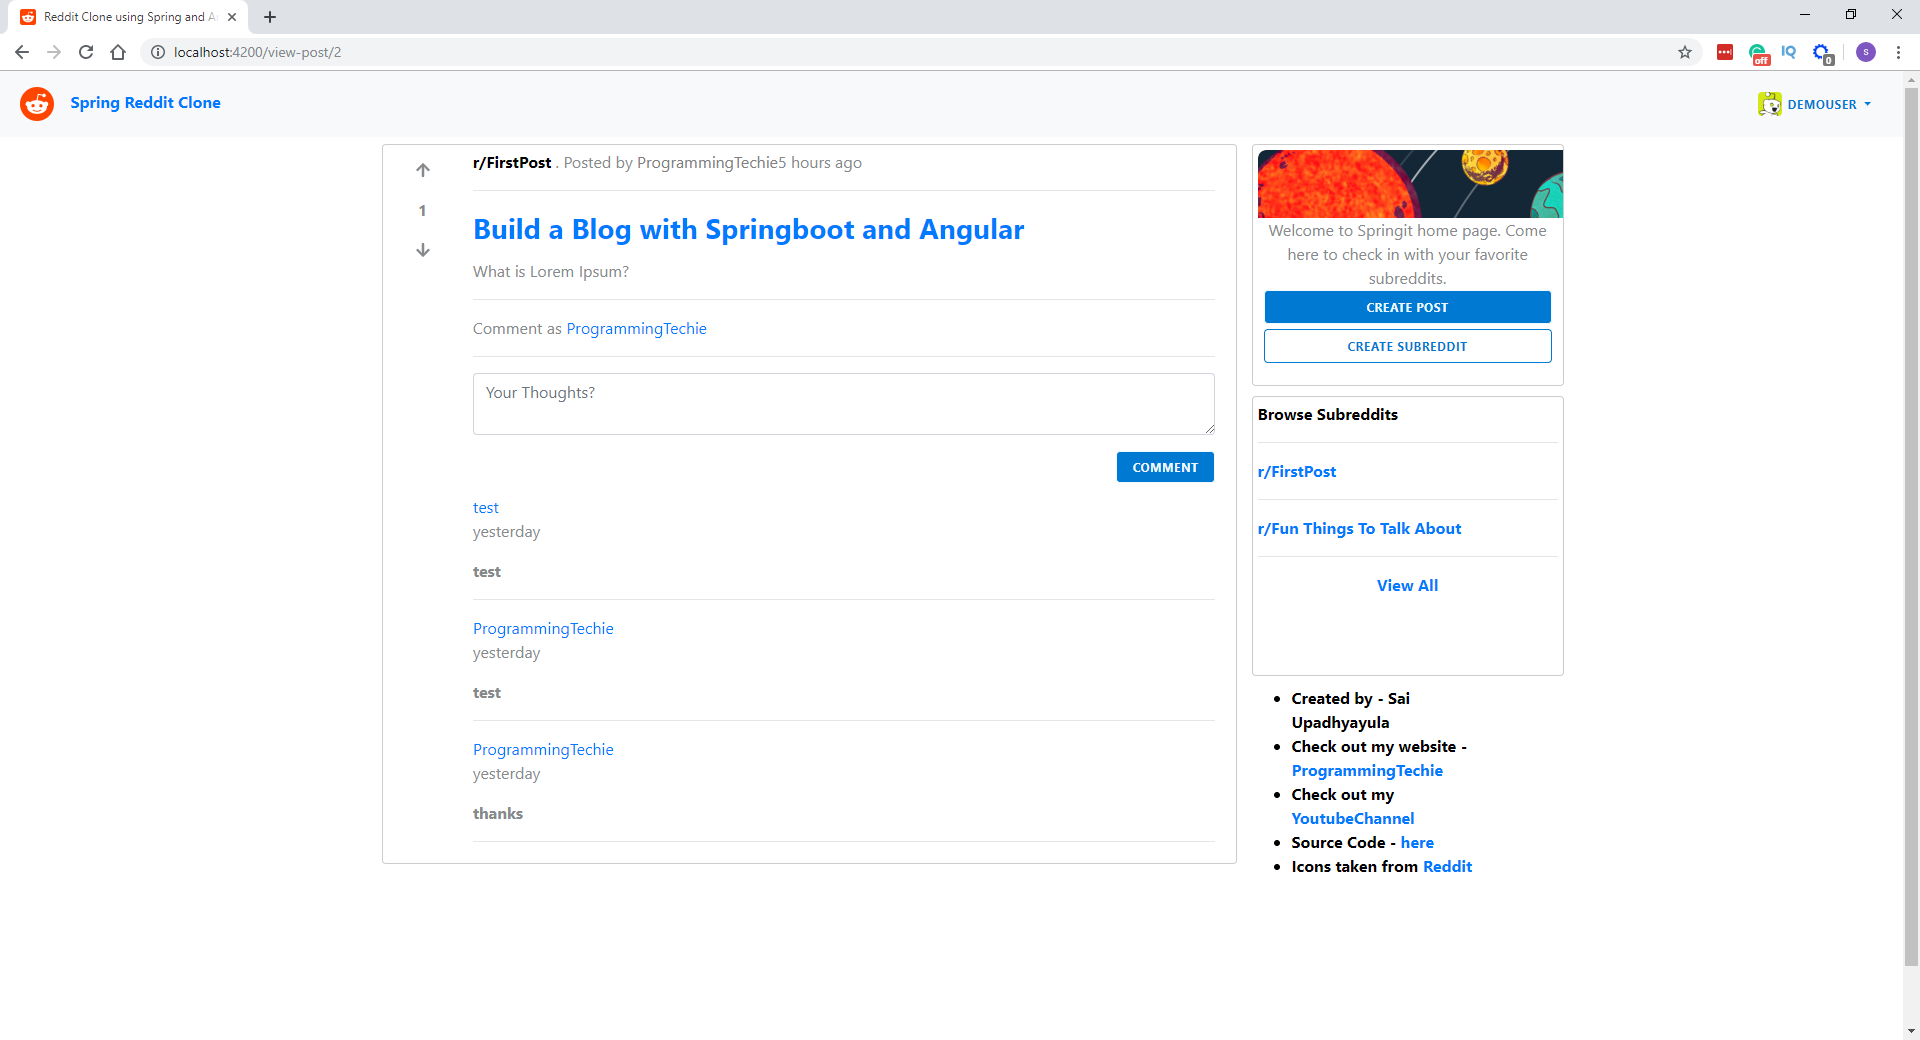 Reddit Clone using Spring and A
localhost:4200/view-post/2
off
IQ
0
s
Spring Reddit Clone
DEMOUSER
r/FirstPost . Posted by ProgrammingTechie5 hours ago
1
Build a Blog with Springboot and Angular
What is Lorem Ipsum?
Comment as ProgrammingTechie
Your Thoughts?
COMMENT
test
yesterday
test
ProgrammingTechie
yesterday
test
ProgrammingTechie
yesterday
thanks
Welcome to Springit home page. Come
here to check in with your favorite
subreddits.
CREATE POST
CREATE SUBREDDIT
Browse Subreddits
r/FirstPost
r/Fun Things To Talk About
View All
Created by - Sai
Upadhyayula
Check out my website -
ProgrammingTechie
Check out my
YoutubeChannel
Source Code - here
Icons taken from Reddit